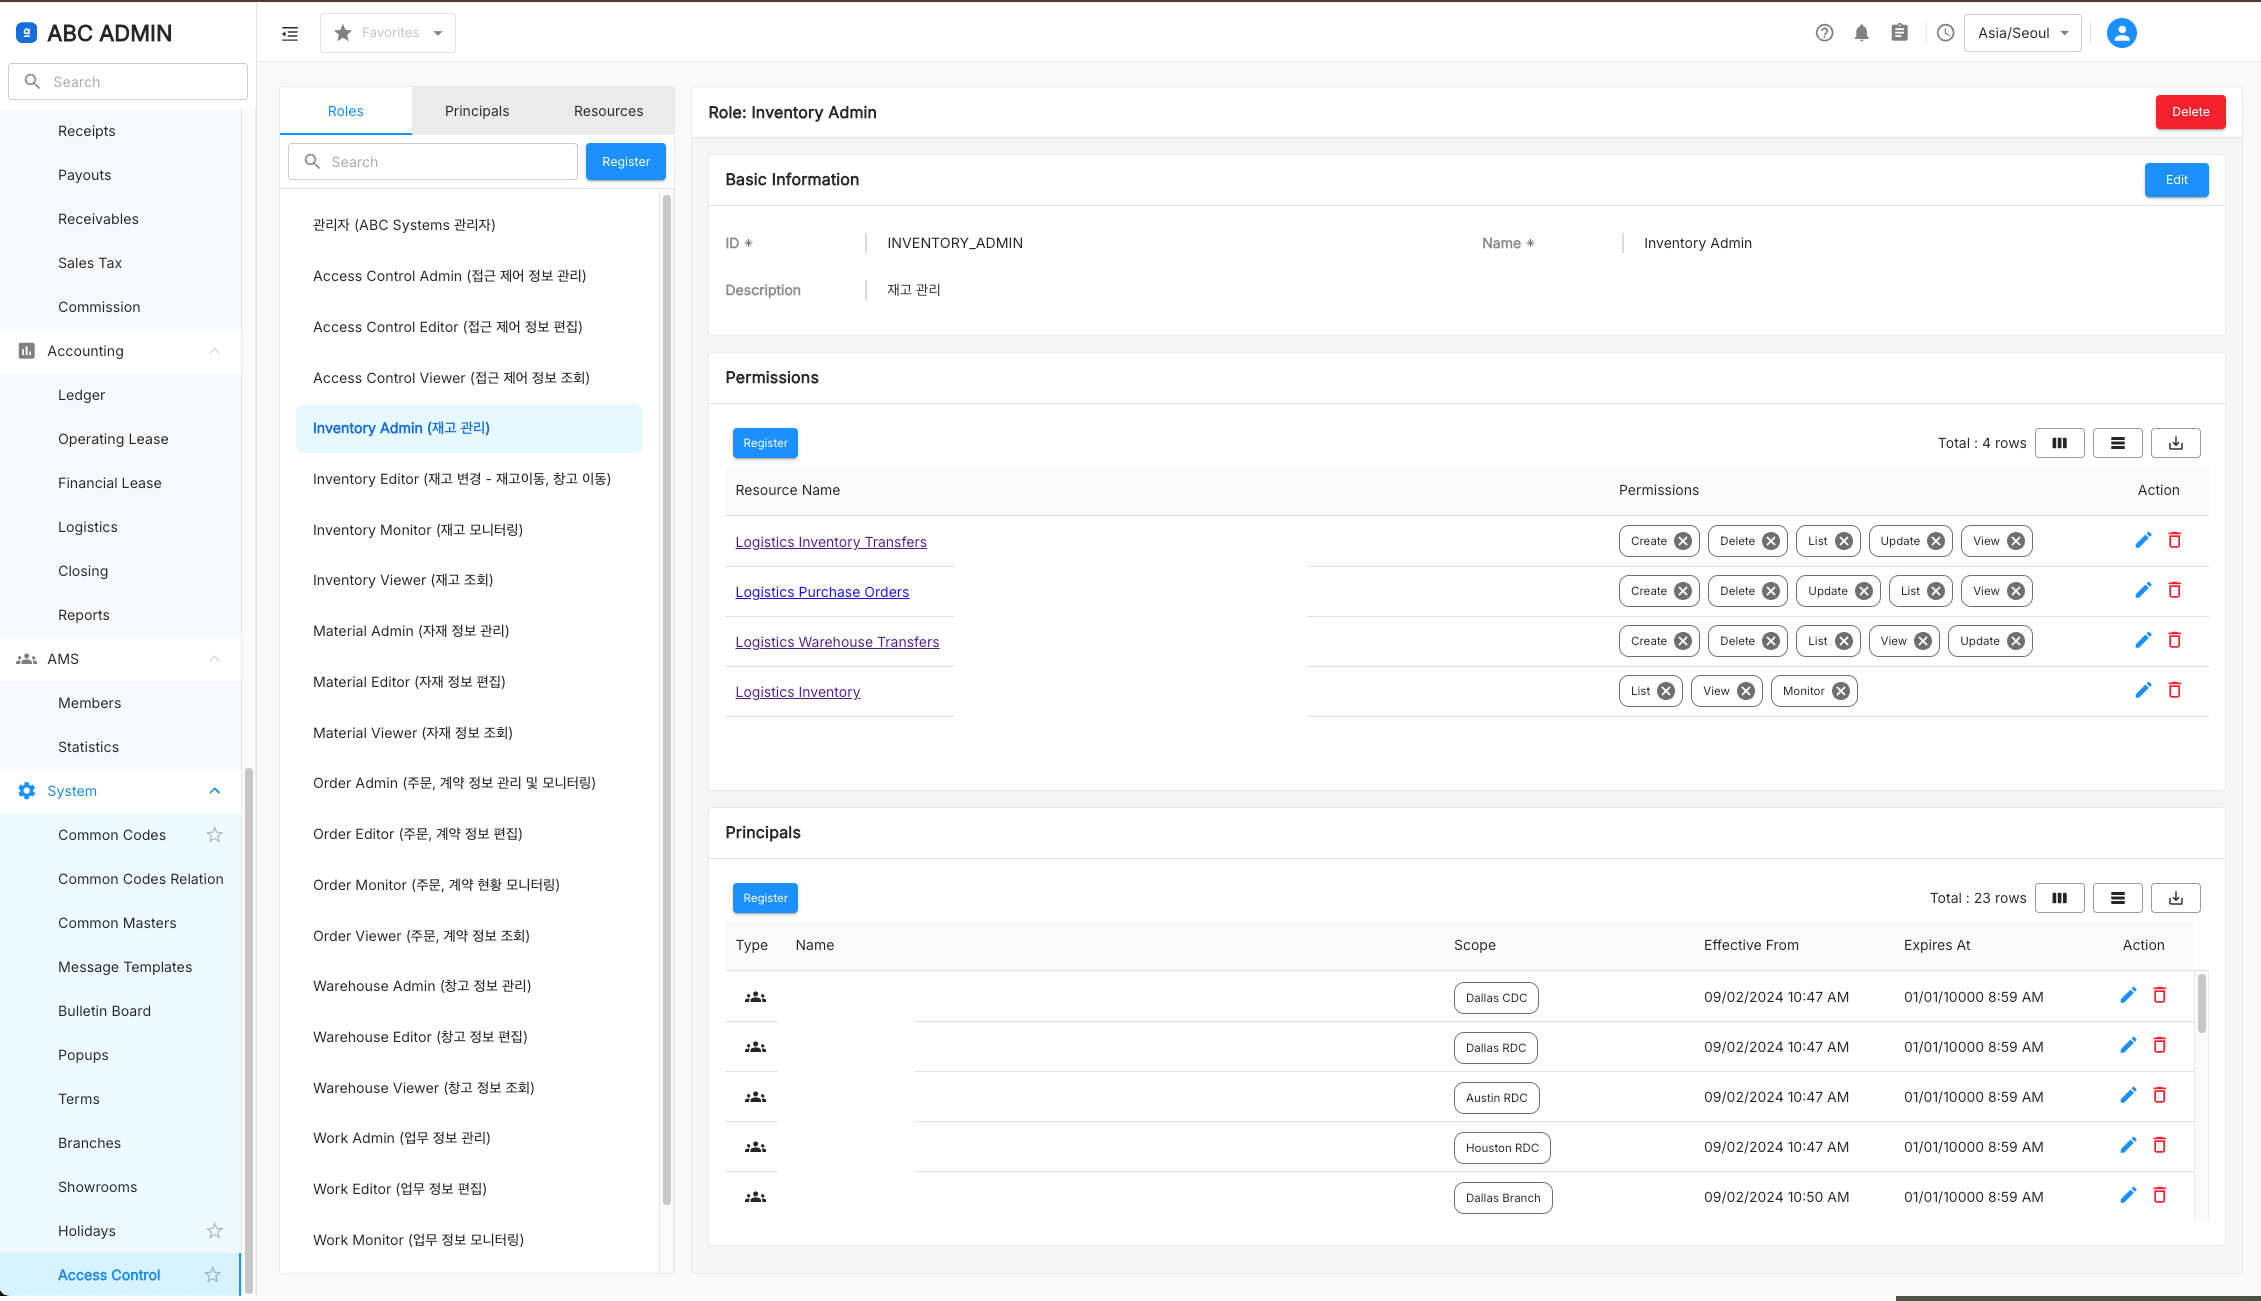 ABC ADMIN
Search
Receipts
Payouts
Receivables
Sales Tax
Commission
Accounting
Ledger
Operating Lease
Financial Lease
Logistics
Closing
Reports
AMS
Members
Statistics
System
Common Codes
Common Codes Relation
Common Masters
Message Templates
Bulletin Board
Popups
Terms
Branches
Showrooms
Holidays
Access Control
Favorites
Asia/Seoul
Roles Principals Resources
Search Register
관리자 (ABC Systems 관리자)
Access Control Admin (접근 제어 정보 관리)
Access Control Editor (접근 제어 정보 편집)
Access Control Viewer (접근 제어 정보 조회)
Inventory Admin (재고 관리)
Inventory Editor (재고 변경 - 재고이동, 창고 이동)
Inventory Monitor (재고 모니터링)
Inventory Viewer (재고 조회)
Material Admin (자재 정보 관리)
Material Editor (자재 정보 편집)
Material Viewer (자재 정보 조회)
Order Admin (주문, 계약 정보 관리 및 모니터링)
Order Editor (주문, 계약 정보 편집)
Order Monitor (주문, 계약 현황 모니터링)
Order Viewer (주문, 계약 정보 조회)
Warehouse Admin (창고 정보 관리)
Warehouse Editor (창고 정보 편집)
Warehouse Viewer (창고 정보 조회)
Work Admin (업무 정보 관리)
Work Editor (업무 정보 편집)
Work Monitor (업무 정보 모니터링)
Role: Inventory Admin Delete
Basic Information Edit
ID * INVENTORY_ADMIN Name * Inventory Admin
Description 재고 관리
Permissions
Register Total : 4 rows
Resource Name Permissions Action
Logistics Inventory Transfers Create Delete List Update View
Logistics Purchase Orders Create Delete Update List View
Logistics Warehouse Transfers Create Delete List View Update
Logistics Inventory List View Monitor
Principals
Register Total : 23 rows
Type Name Scope Effective From Expires At Action
Dallas CDC 09/02/2024 10:47 AM 01/01/10000 8:59 AM
Dallas RDC 09/02/2024 10:47 AM 01/01/10000 8:59 AM
Austin RDC 09/02/2024 10:47 AM 01/01/10000 8:59 AM
Houston RDC 09/02/2024 10:47 AM 01/01/10000 8:59 AM
Dallas Branch 09/02/2024 10:50 AM 01/01/10000 8:59 AM